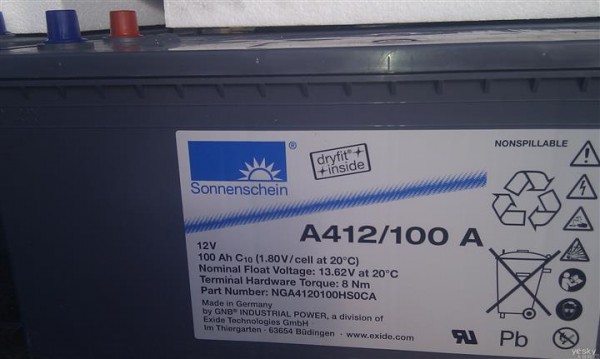 Sonnenschein
®
dryfit®
inside
NONSPILLABLE
A412/100 A
12V
100 Ah C10 (1.80V/cell at 20°C)
Nominal Float Voltage: 13.62V at 20°C
Terminal Hardware Torque: 8 Nm
Part Number: NGA4120100HS0CA
Made in Germany
by GNB® INDUSTRIAL POWER, a division of
Exide Technologies GmbH
Im Thiergarten · 63654 Büdingen · www.exide.com
Pb
yesky